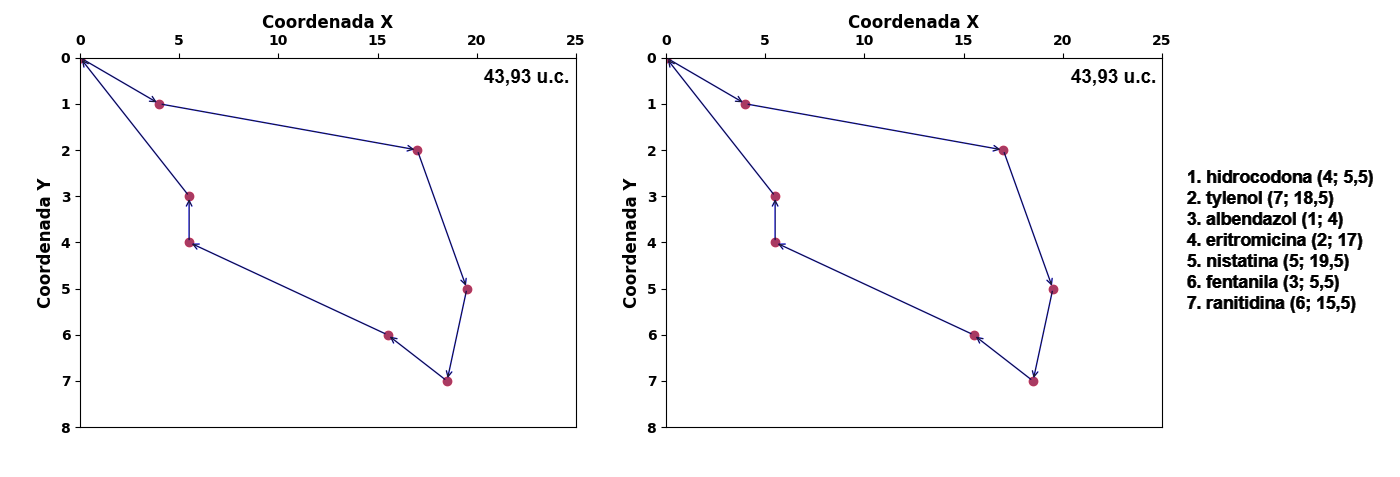 Coordenada X
0 5 10 15 20 25
43,93 u.c.
Coordenada Y
0
1
2
3
4
5
6
7
8
Coordenada X
0 5 10 15 20 25
43,93 u.c.
Coordenada Y
0
1
2
3
4
5
6
7
8
1. hidrocodona (4; 5,5)
2. tylenol (7; 18,5)
3. albendazol (1; 4)
4. eritromicina (2; 17)
5. nistatina (5; 19,5)
6. fentanila (3; 5,5)
7. ranitidina (6; 15,5)